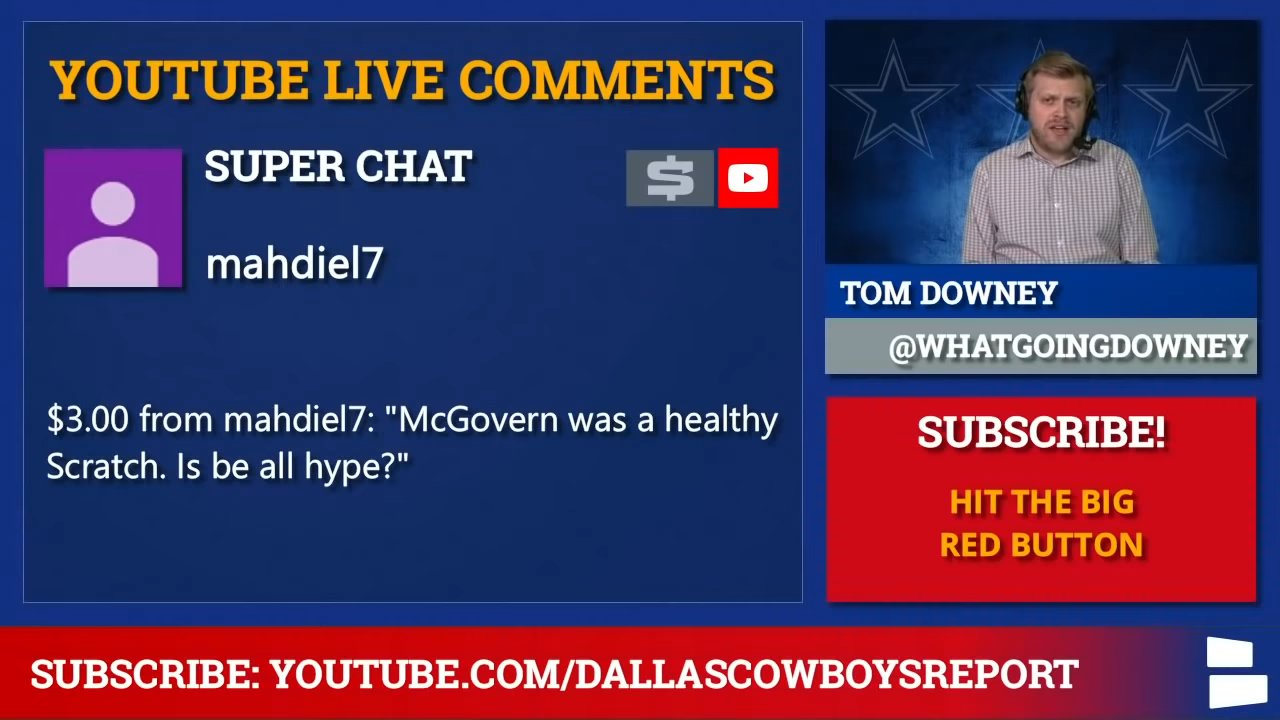 YOUTUBE LIVE COMMENTS
SUPER CHAT
mahdiel7
$3.00 from mahdiel7: "McGovern was a healthy
Scratch. Is be all hype?"
TOM DOWNEY
@WHATGOINGDOWNEY
SUBSCRIBE!
HIT THE BIG
RED BUTTON
SUBSCRIBE: YOUTUBE.COM/DALLASCOWBOYSREPORT